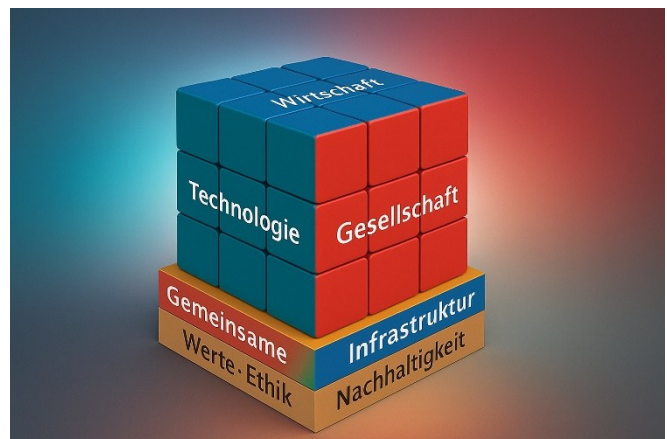 Wirtschaft
Technologie
Gesellschaft
Gemeinsame
Infrastruktur
Werte·Ethik
Nachhaltigkeit